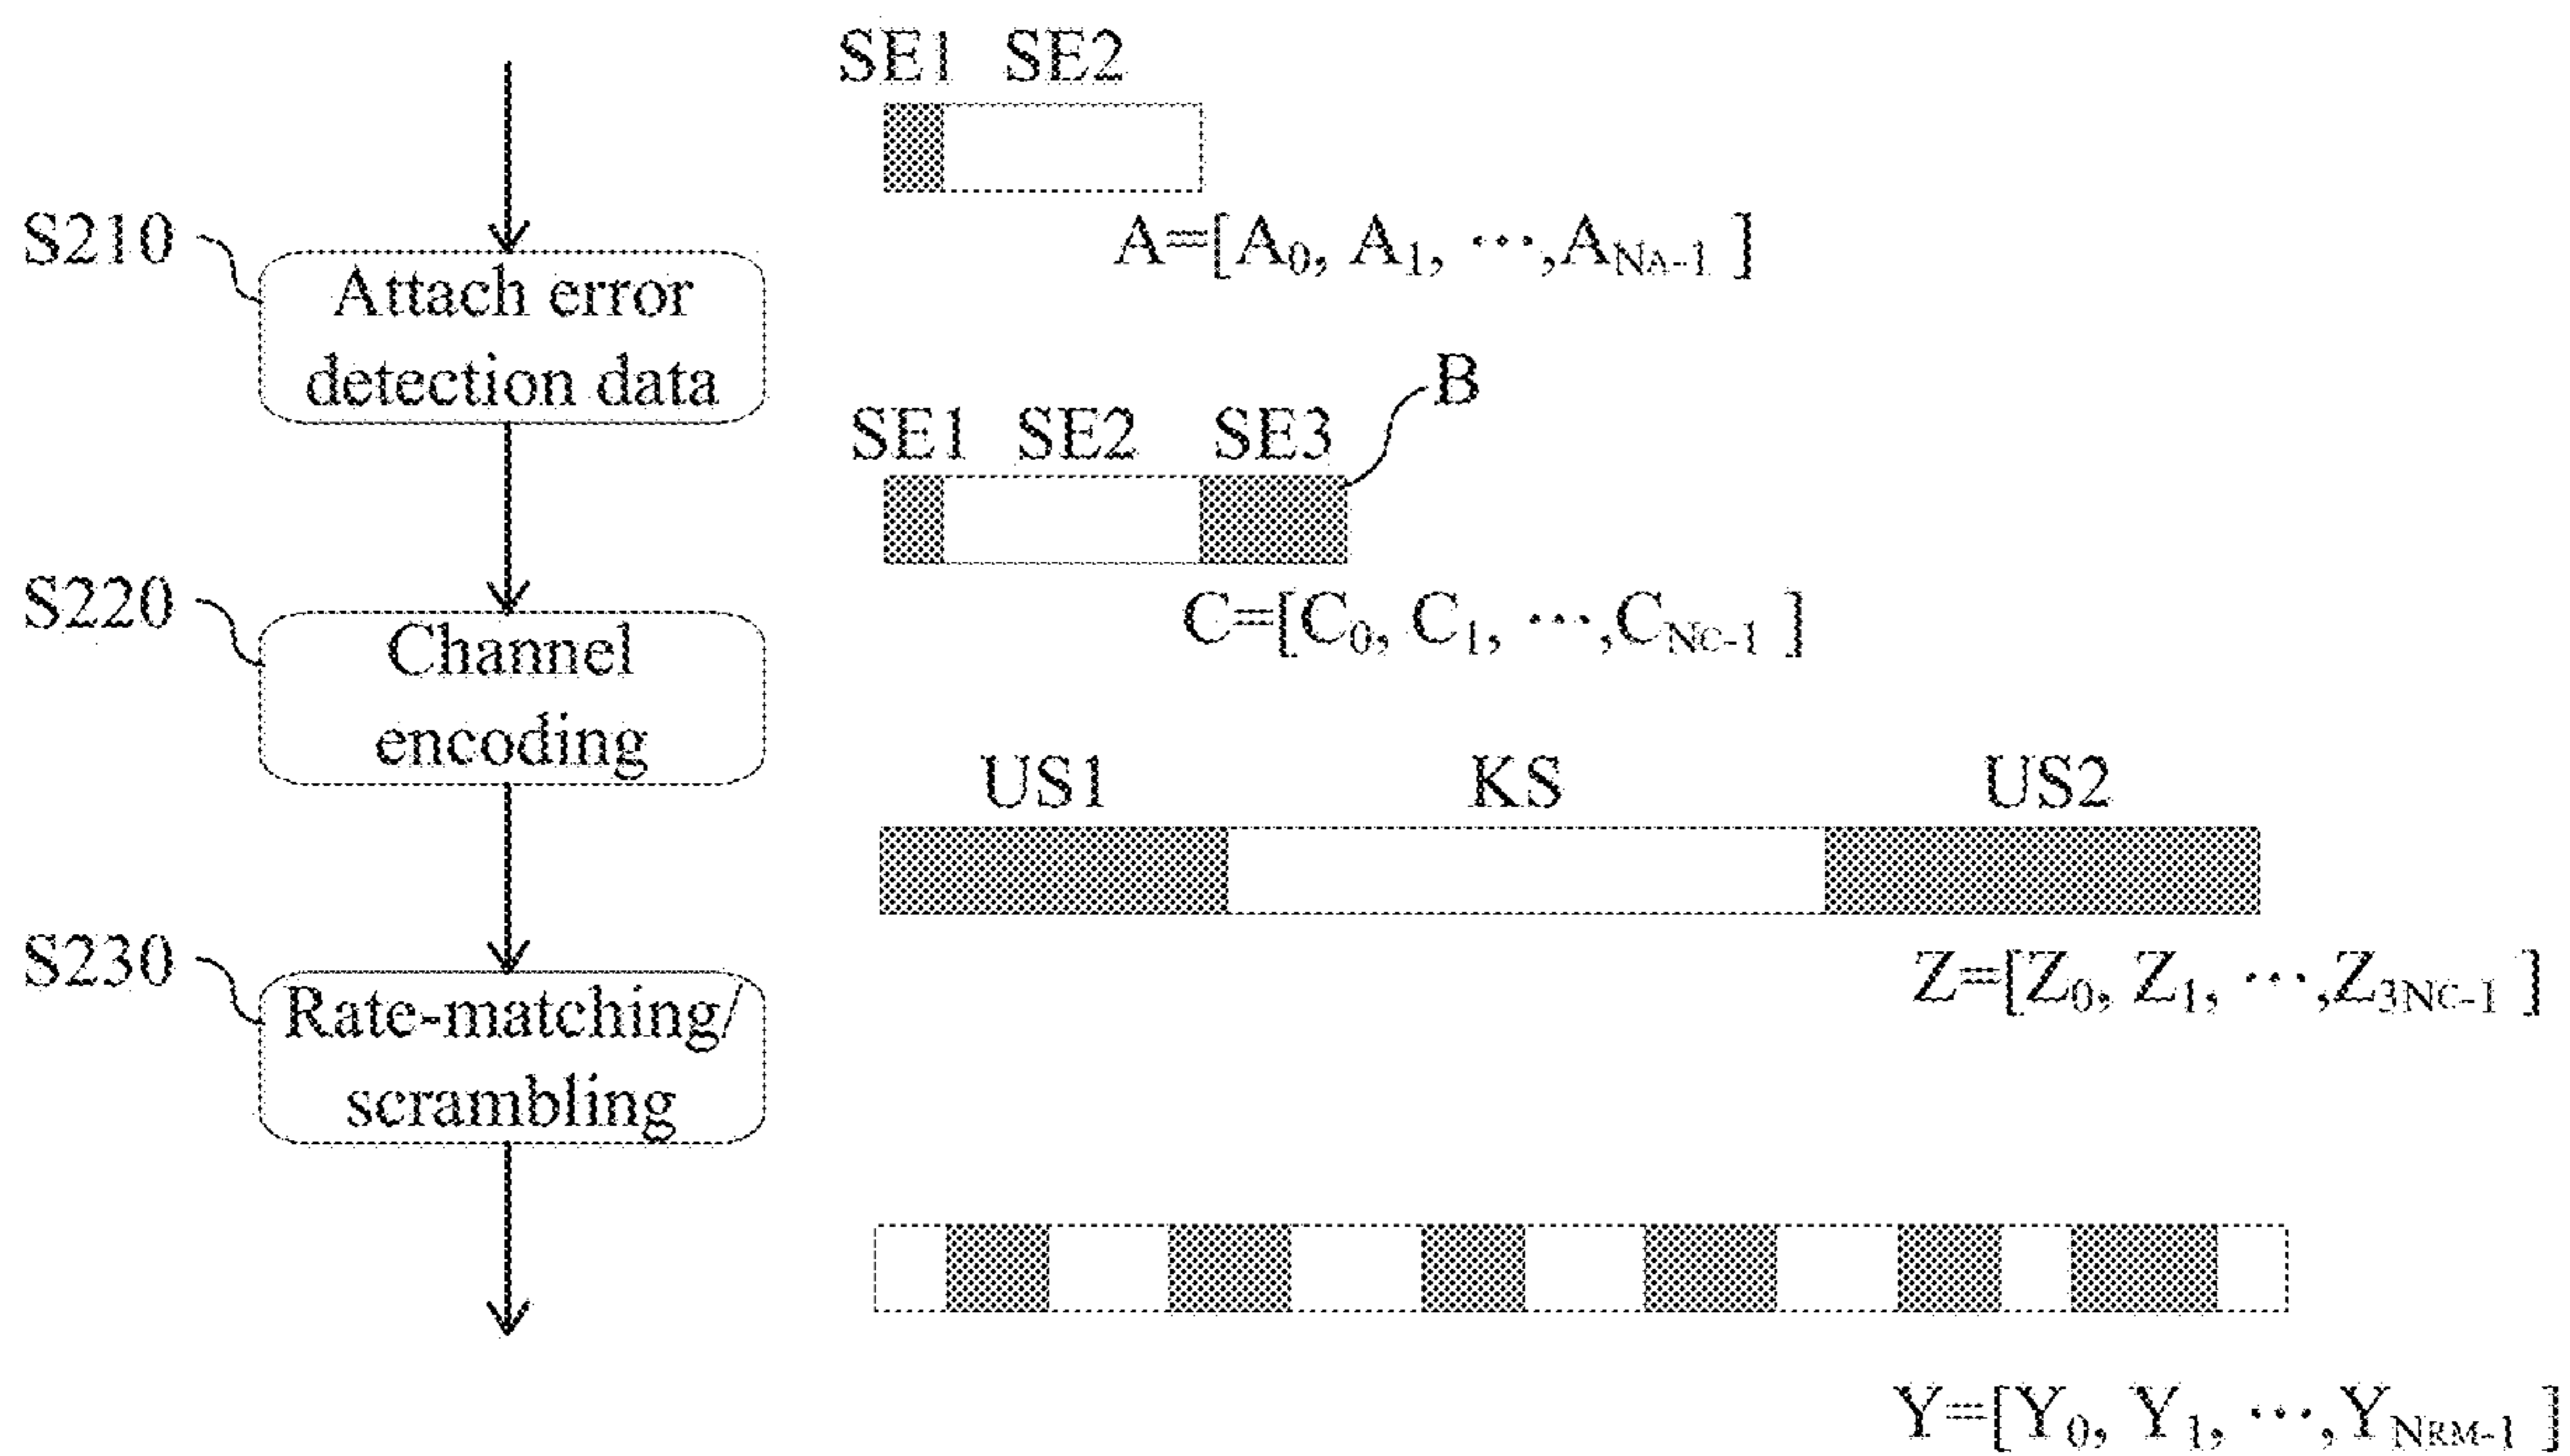 SE1 SE2
A=[A0, A1, ⋯,ANA-1 ]
S210
Attach error
detection data
B
SE1 SE2 SE3
C=[C0, C1, ⋯,CNC-1 ]
S220
Channel
encoding
US1 KS US2
Z=[Z0, Z1, ⋯,Z3NC-1 ]
S230
Rate-matching/
scrambling
Y=[Y0, Y1, ⋯,YNRM-1 ]